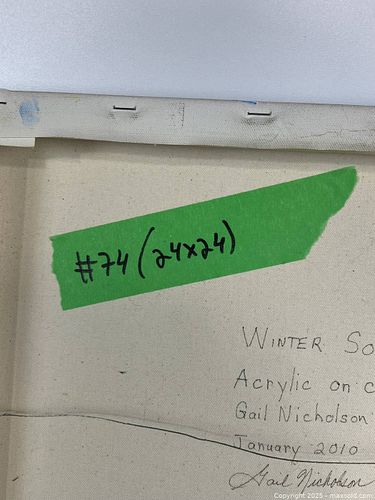 #74 (24x24)
WINTER So
Acrylic on c
Gail Nicholson
January 2010
Gail Nicholson
Copyright 2025 - maxsold.com